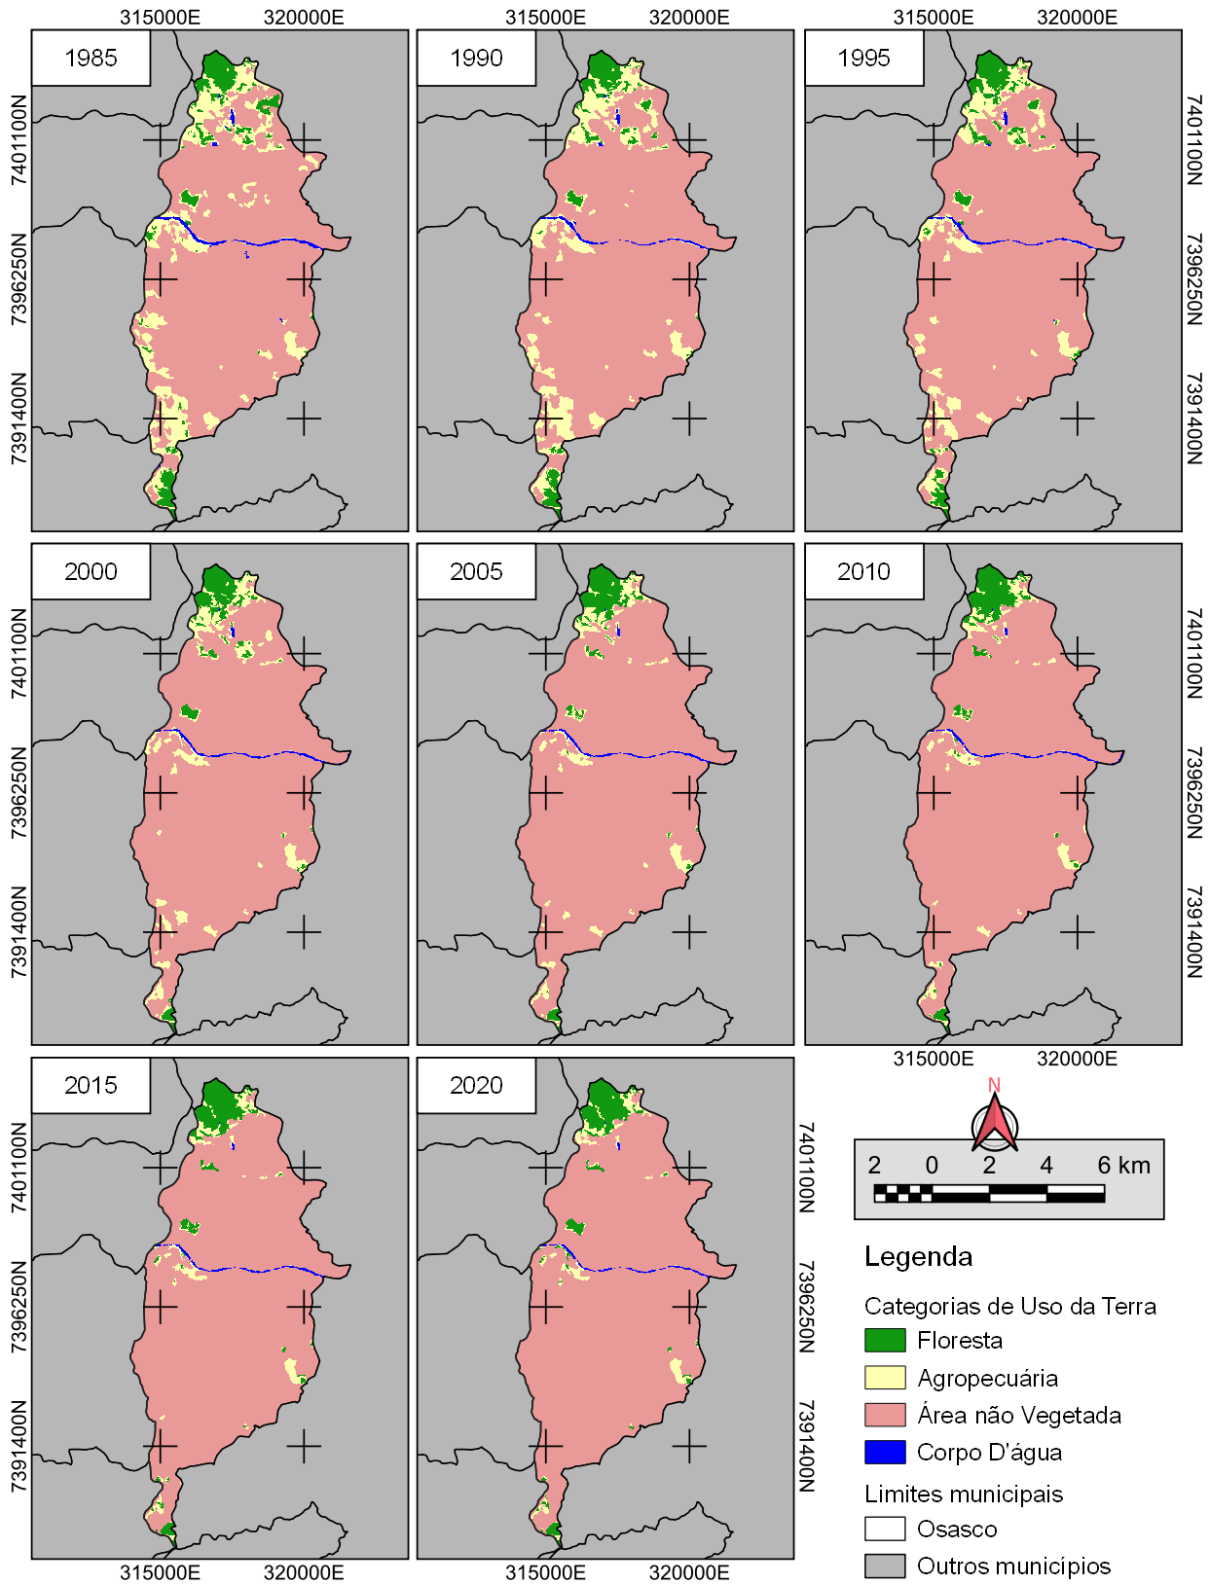 315000E 320000E 315000E 320000E 315000E 320000E
1985
1990
1995
7401100N
7396250N
7391400N
7401100N
7396250N
7391400N
2000
2005
2010
7401100N
7396250N
7391400N
7401100N
7396250N
7391400N
315000E 320000E
2015
2020
7401100N
7396250N
7391400N
7401100N
7396250N
7391400N
315000E 320000E 315000E 320000E
N
2 0 2 4 6 km
Legenda
Categorias de Uso da Terra
Floresta
Agropecuária
Área não Vegetada
Corpo D'água
Limites municipais
Osasco
Outros municípios